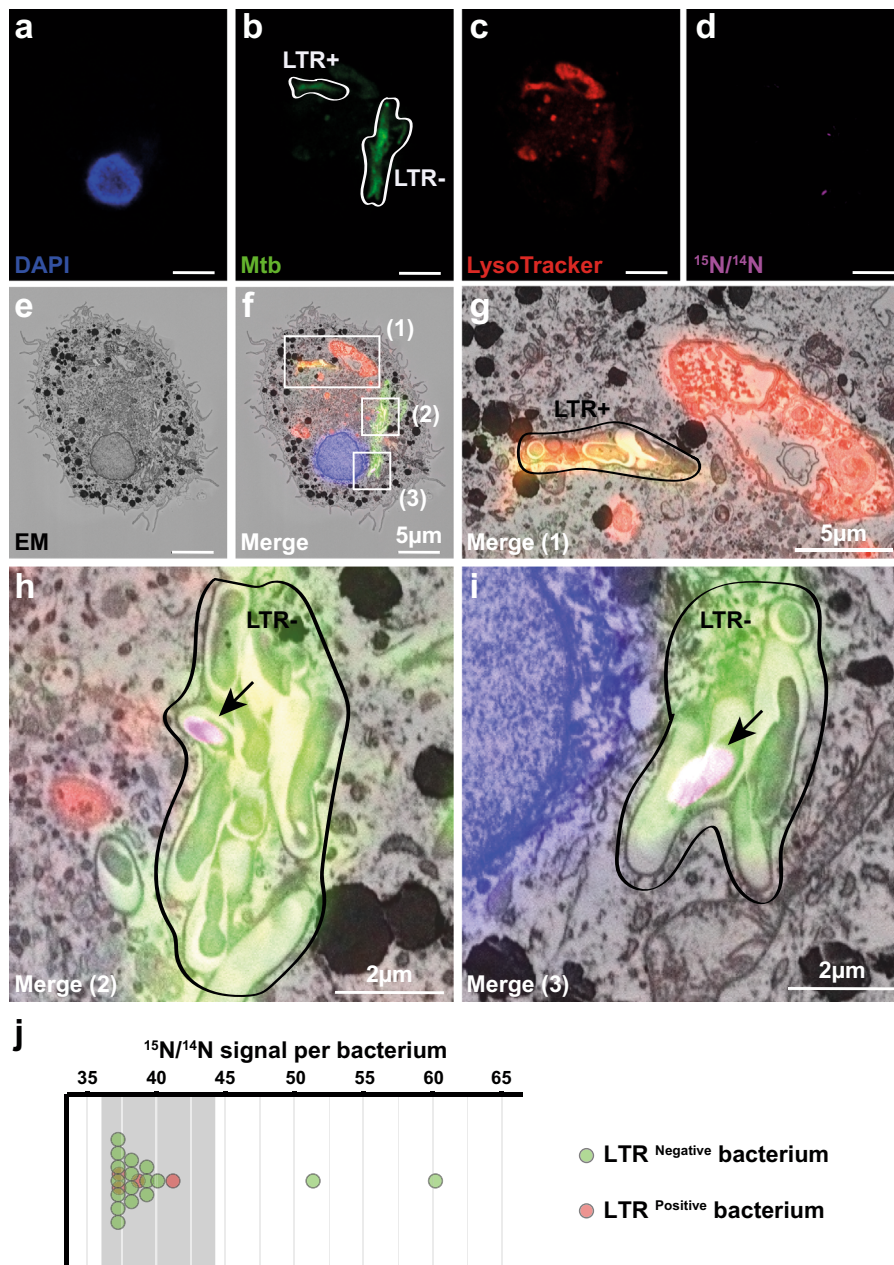 a
b
c
d
LTR+
LTR-
DAPI
Mtb
LysoTracker
¹⁵N/¹⁴N
e
f
g
(1)
(2)
(3)
LTR+
EM
5µm
Merge
Merge (1)
5µm
h
i
LTR-
LTR-
Merge (2)
2µm
Merge (3)
2µm
j
¹⁵N/¹⁴N signal per bacterium
35 40 45 50 55 60 65
LTR Negative bacterium
LTR Positive bacterium